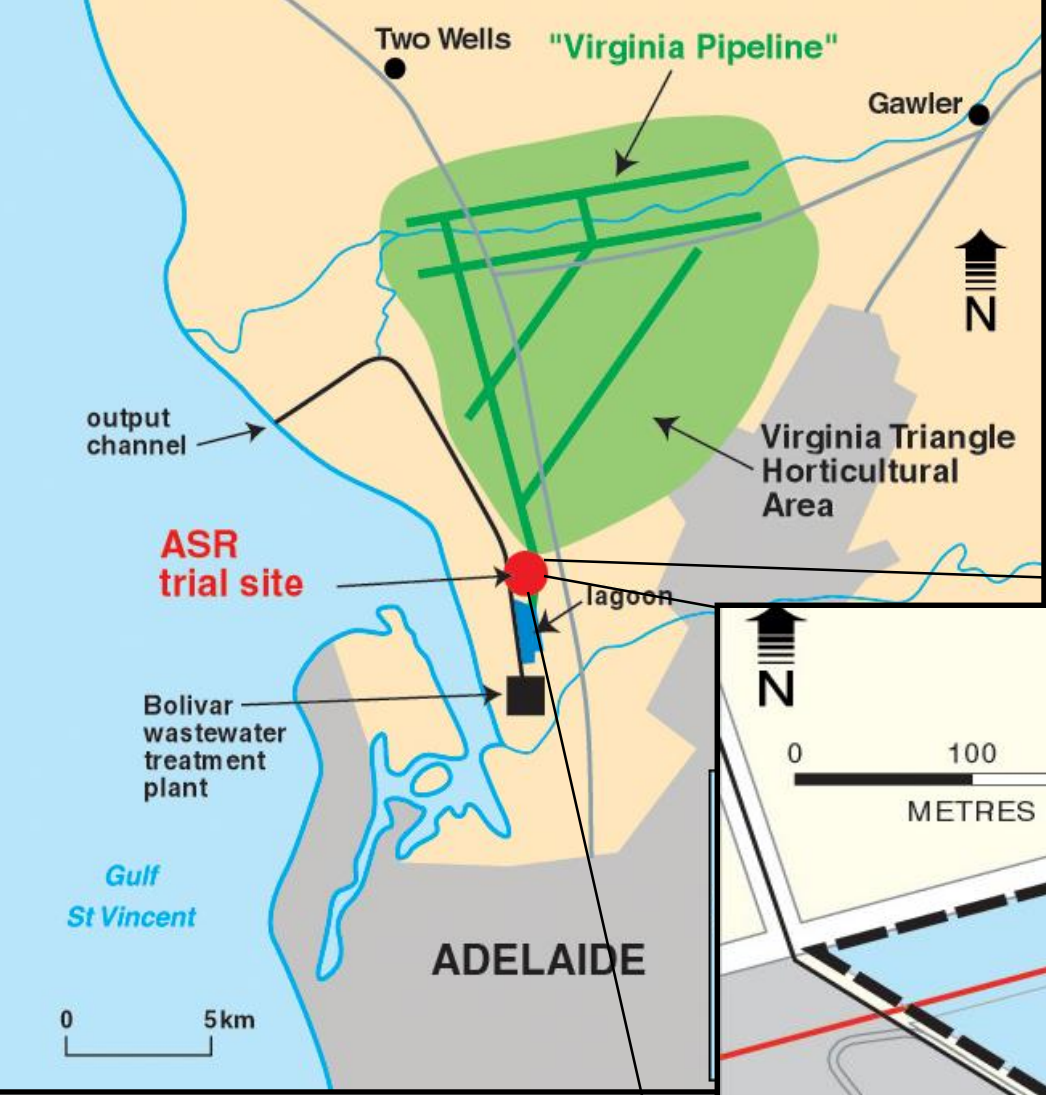 Two Wells
"Virginia Pipeline"
Gawler
N
output
channel
Virginia Triangle
Horticultural
Area
ASR
trial site
lagoon
Bolivar
wastewater
treatment
plant
N
0 100
METRES
Gulf
St Vincent
ADELAIDE
0 5km